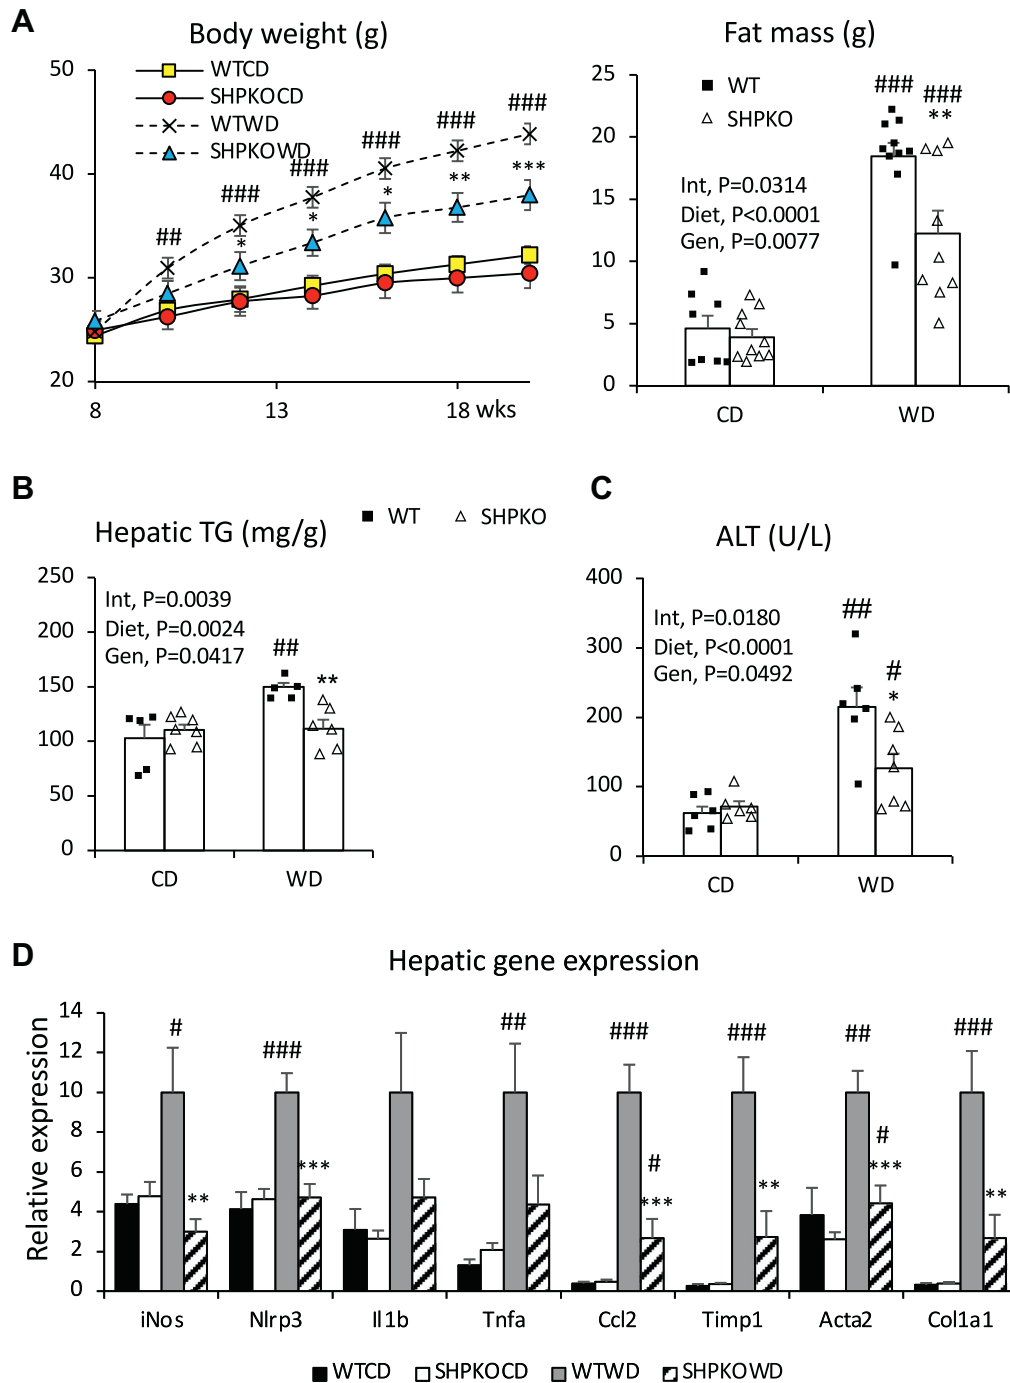 A
Body weight (g)
50
40
30
20
WTCD
SHPKOCD
WTWD
SHPKOWD
##
###
###
###
###
###
*
*
*
**
***
8
13
18 wks
Fat mass (g)
25
20
15
10
5
0
WT
SHPKO
###
###
**
Int, P=0.0314
Diet, P<0.0001
Gen, P=0.0077
CD
WD
B
Hepatic TG (mg/g)
WT
SHPKO
250
200
150
100
50
0
Int, P=0.0039
Diet, P=0.0024
Gen, P=0.0417
##
**
CD
WD
C
ALT (U/L)
400
300
200
100
0
Int, P=0.0180
Diet, P<0.0001
Gen, P=0.0492
##
#
*
CD
WD
D
Hepatic gene expression
Relative expression
14
12
10
8
6
4
2
0
#
**
###
***
##
###
#
***
###
**
##
#
***
###
**
iNos
Nlrp3
Il1b
Tnfa
Ccl2
Timp1
Acta2
Col1a1
WTCD
SHPKOCD
WTWD
SHPKOWD